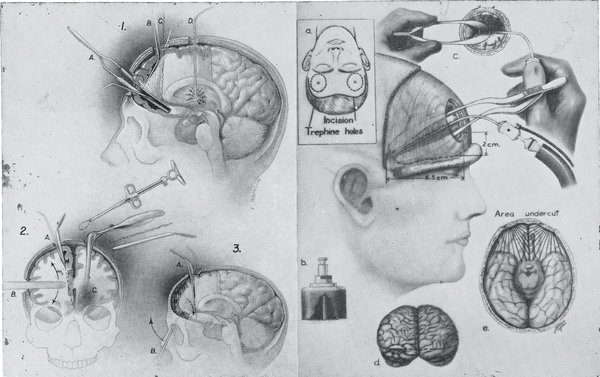 1.
B.
C.
D.
A.
2.
A.
B.
C.
3.
A.
B.
a.
Incision
Trephine holes
c.
2 cm.
6.5 cm.
b.
Area undercut
d.
e.